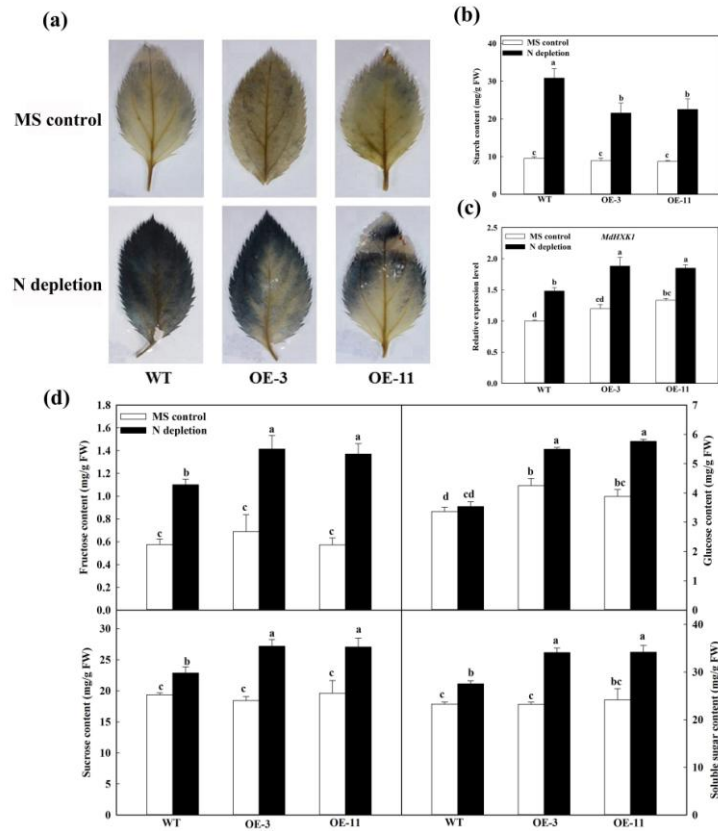 (a)
MS control
N depletion
WT
OE-3
OE-11
(b)
MS control
N depletion
Starch content (mg/g FW)
40
30
20
10
0
a
b
b
c
c
c
WT
OE-3
OE-11
(c)
MS control
N depletion
MdHXK1
Relative expression level
2.5
2.0
1.5
1.0
0.5
0.0
d
b
cd
a
bc
a
WT
OE-3
OE-11
(d)
MS control
N depletion
Fructose content (mg/g FW)
1.8
1.6
1.4
1.2
1.0
0.8
0.6
0.4
0.2
0.0
c
b
c
a
c
a
Glucose content (mg/g FW)
7
6
5
4
3
2
1
0
d
cd
b
a
bc
a
Sucrose content (mg/g FW)
30
25
20
15
10
5
0
c
b
c
a
c
a
WT
OE-3
OE-11
Soluble sugar content (mg/g FW)
40
30
20
10
0
c
b
c
a
bc
a
WT
OE-3
OE-11